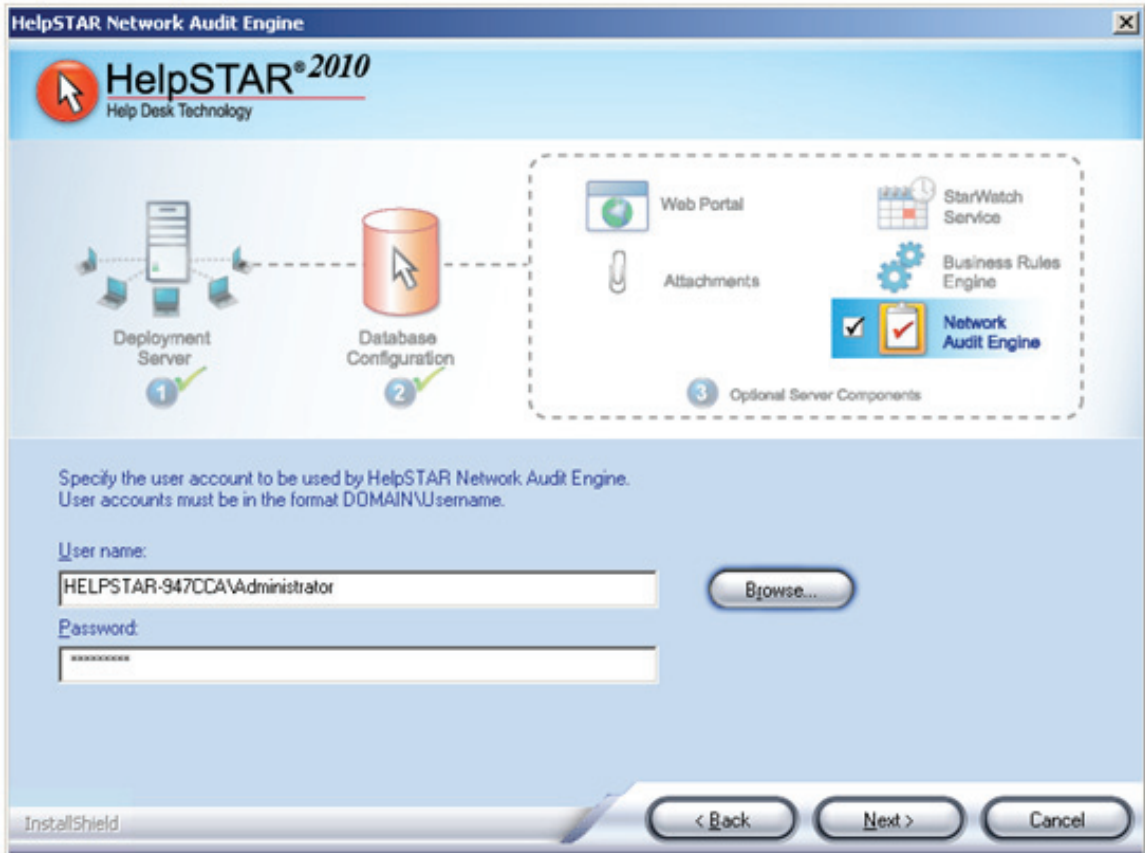 HelpSTAR Network Audit Engine
HelpSTAR® 2010
Help Desk Technology
Web Portal
StarWatch
Service
Attachments
Business Rules
Engine
Network
Audit Engine
Deployment
Server
1
Database
Configuration
2
3 Optional Server Components
Specify the user account to be used by HelpSTAR Network Audit Engine.
User accounts must be in the format DOMAIN\Username.
User name:
HELPSTAR-947CCA\Administrator
Browse...
Password:
*********
InstallShield
< Back
Next >
Cancel